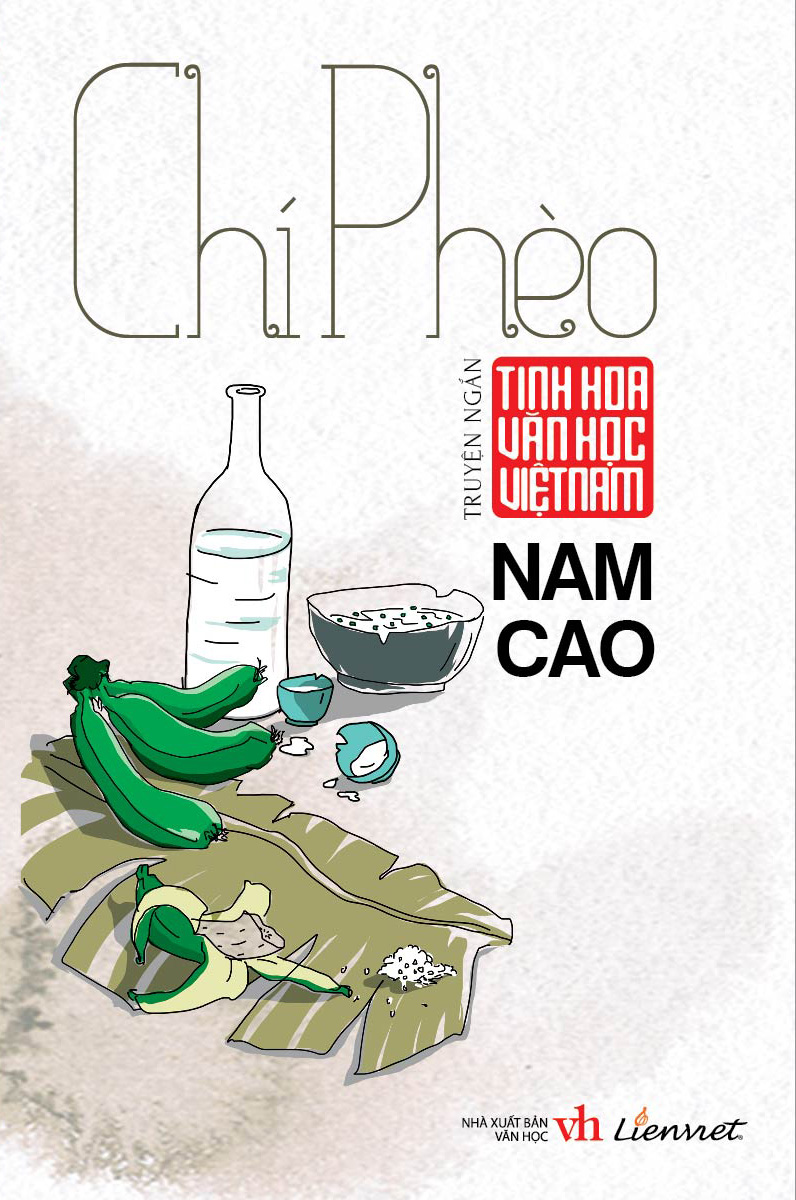 Chí Phèo
TRUYỆN NGẮN
TINH HOA
VĂN HỌC
VIỆT NAM
NAM
CAO
NHÀ XUẤT BẢN
VĂN HỌC
vh
Lienviet